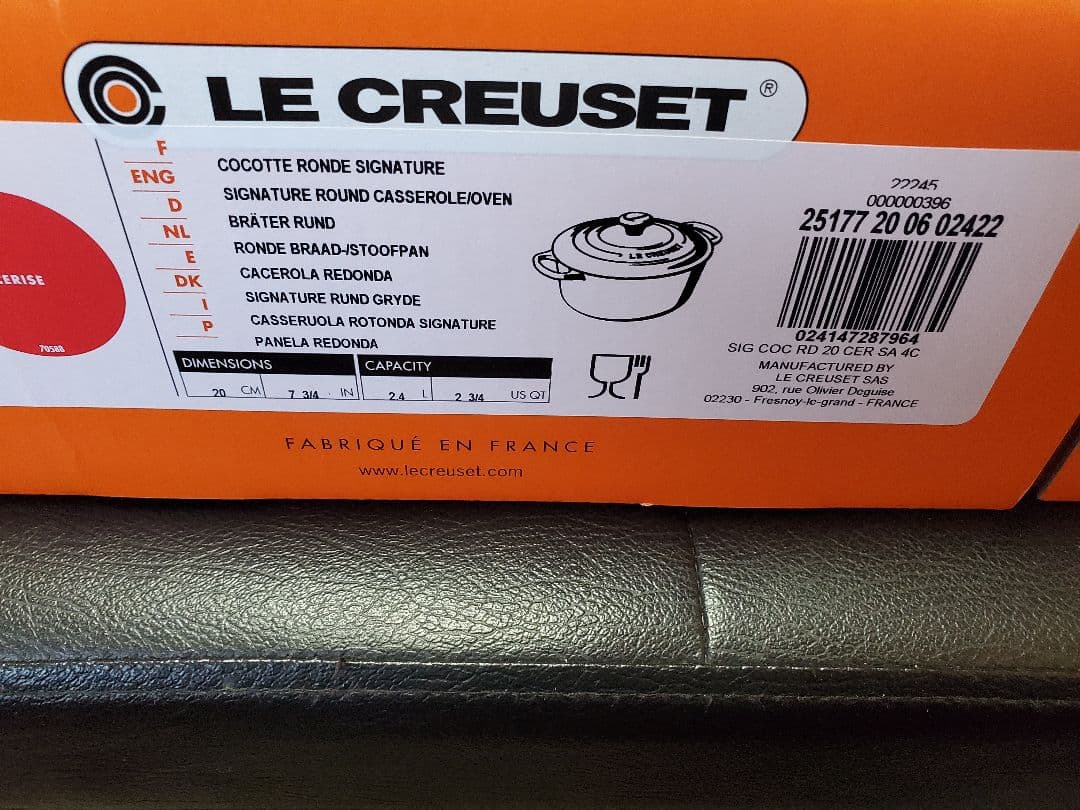 LE CREUSET ®
F COCOTTE RONDE SIGNATURE
ENG SIGNATURE ROUND CASSEROLE/OVEN
D BRÄTER RUND
NL RONDE BRAAD-/STOOFPAN
E CACEROLA REDONDA
DK SIGNATURE RUND GRYDE
I CASSERUOLA ROTONDA SIGNATURE
P PANELA REDONDA
DIMENSIONS CAPACITY
20 CM 7 3/4 IN 2.4 L 2 3/4 US QT
ERISE
70588
LE CREUSET
22245
000000396
25177 20 06 02422
024147287964
SIG COC RD 20 CER SA 4C
MANUFACTURED BY
LE CREUSET SAS
902, rue Olivier Deguise
02230 - Fresnoy-le-grand - FRANCE
FABRIQUÉ EN FRANCE
www.lecreuset.com